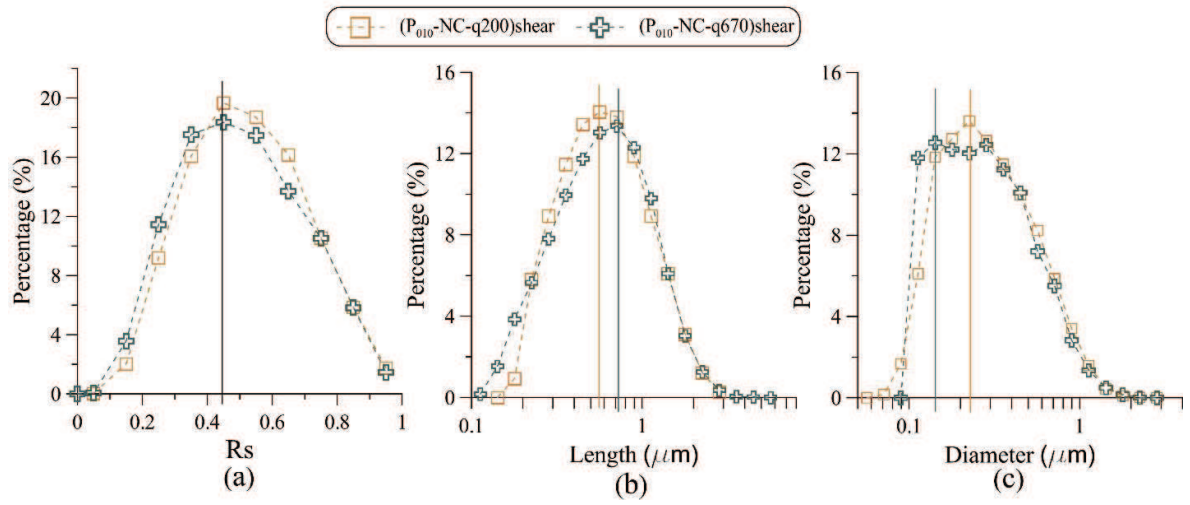 (P₀₁₀-NC-q200)shear (P₀₁₀-NC-q670)shear
Percentage (%)
20
16
12
8
4
0
0 0.2 0.4 0.6 0.8 1
Rs
(a)
Percentage (%)
16
12
8
4
0
0.1 1
Length (μm)
(b)
Percentage (%)
16
12
8
4
0
0.1 1
Diameter (μm)
(c)